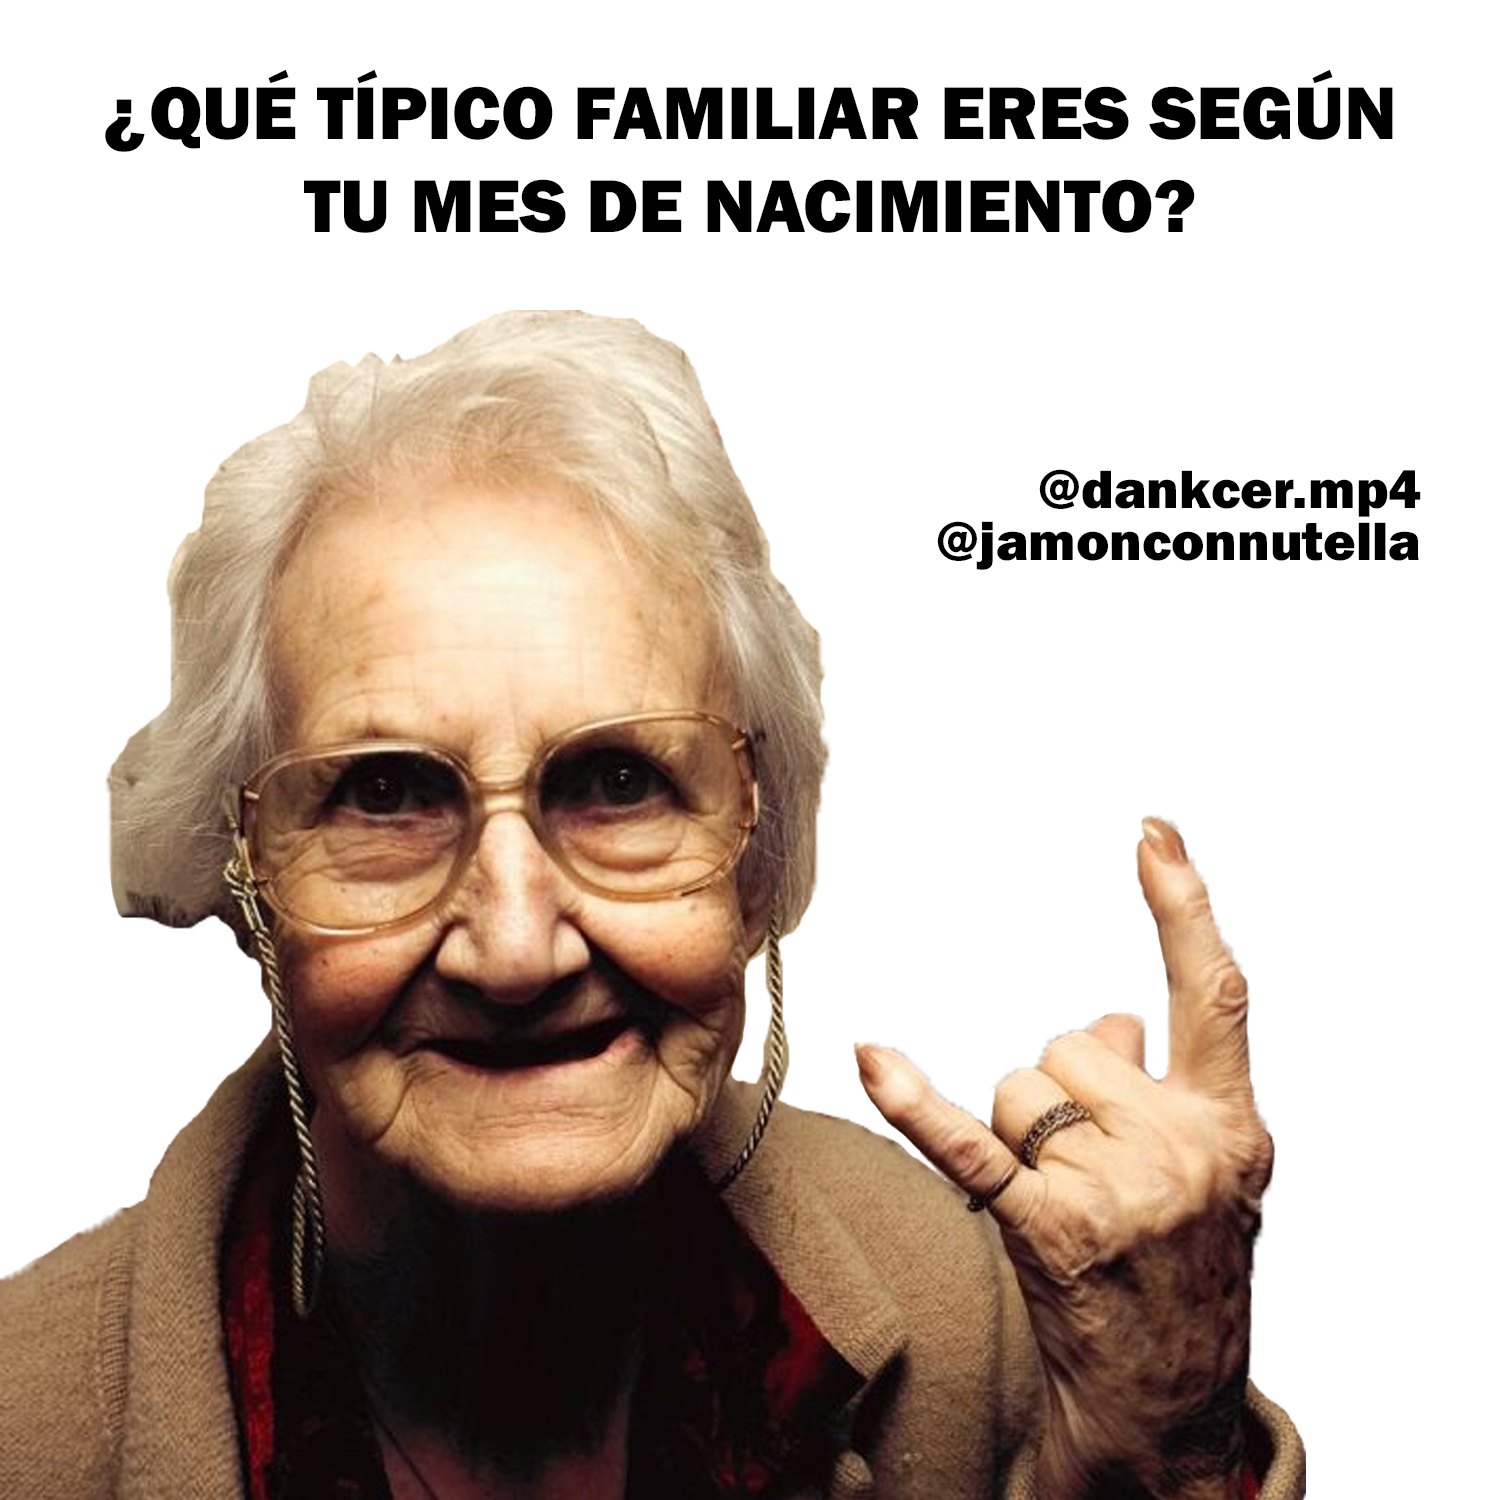 ¿QUÉ TÍPICO FAMILIAR ERES SEGÚN
TU MES DE NACIMIENTO?
@dankcer.mp4
@jamonconnutella